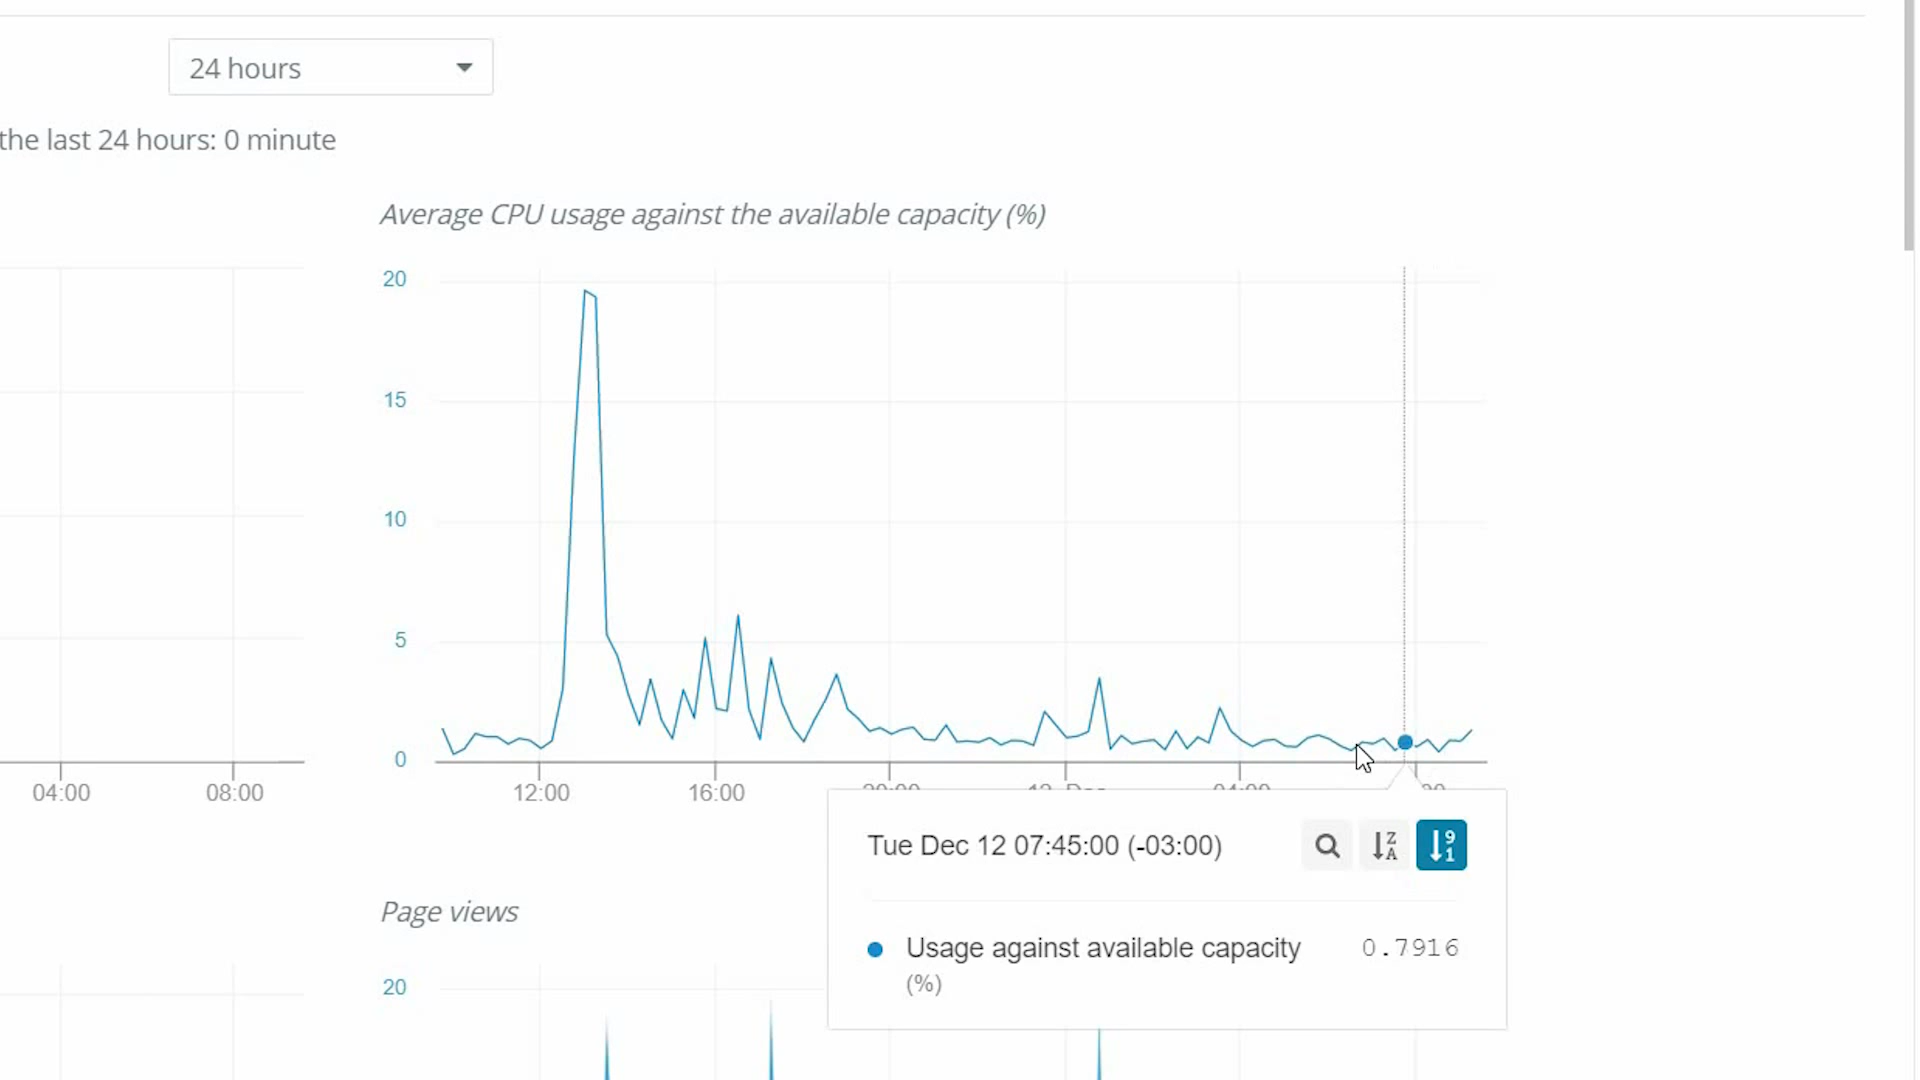 24 hours
the last 24 hours: 0 minute
Average CPU usage against the available capacity (%)
20
15
10
5
0
04:00 08:00
12:00 16:00
Tue Dec 12 07:45:00 (-03:00)
Usage against available capacity 0.7916
(%)
Page views
20